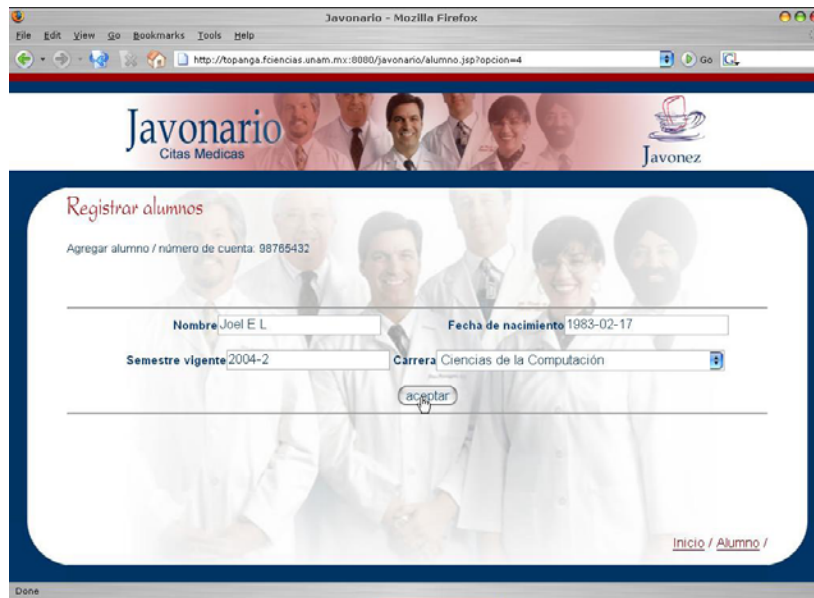 Javonario - Mozilla Firefox
File Edit View Go Bookmarks Tools Help
http://topanga.fciencias.unam.mx:8080/javonario/alumno.jsp?opcion=4 Go
Javonario
Citas Medicas
Javonez
Registrar alumnos
Agregar alumno / número de cuenta: 98765432
Nombre Joel E L Fecha de nacimiento 1983-02-17
Semestre vigente 2004-2 Carrera Ciencias de la Computación
aceptar
Inicio / Alumno /
Done